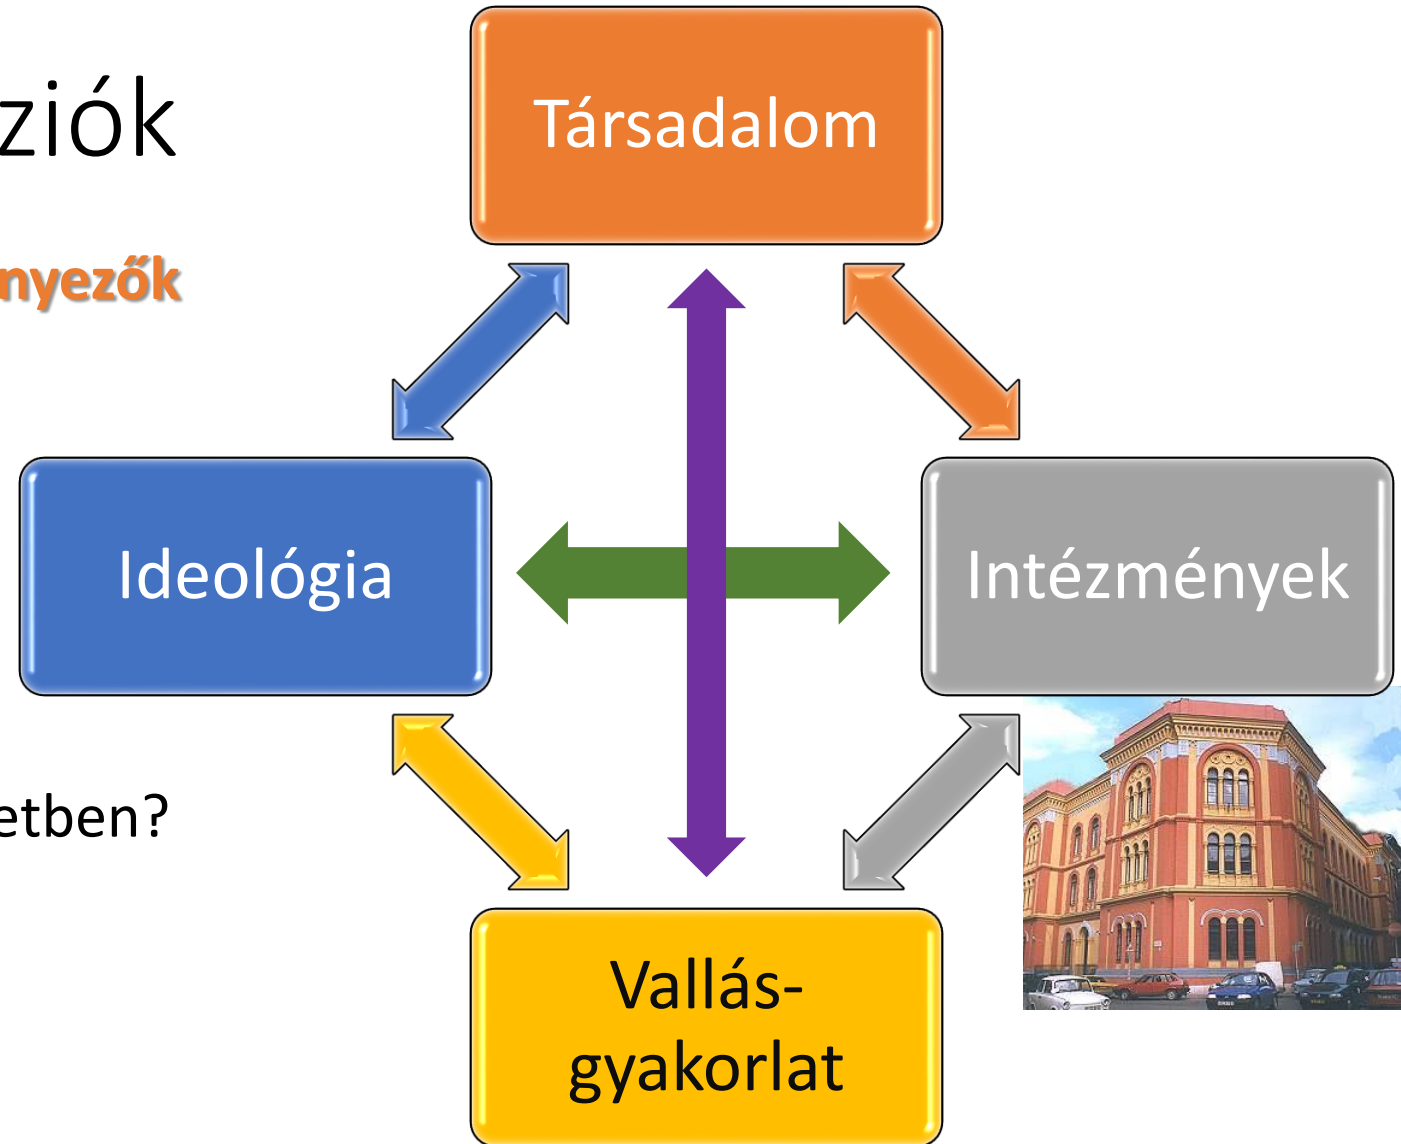 ziók
nyezők
Társadalom
Ideológia
Intézmények
etben?
Vallás-
gyakorlat